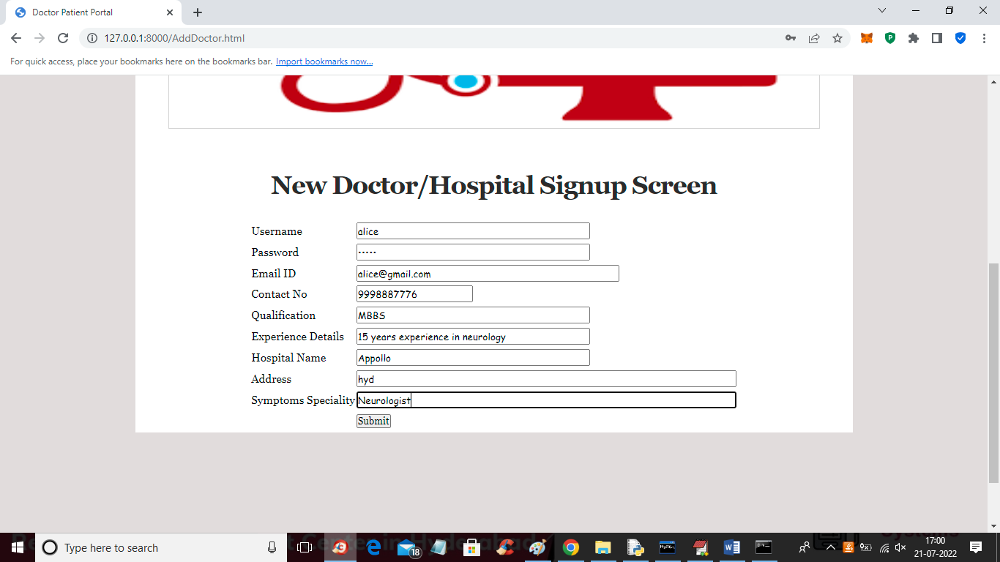 Doctor Patient Portal
127.0.0.1:8000/AddDoctor.html
For quick access, place your bookmarks here on the bookmarks bar. Import bookmarks now...
New Doctor/Hospital Signup Screen
Username alice
Password •••••
Email ID alice@gmail.com
Contact No 9998887776
Qualification MBBS
Experience Details 15 years experience in neurology
Hospital Name Appollo
Address hyd
Symptoms Speciality Neurologist
Submit
Type here to search
18
17:00
21-07-2022